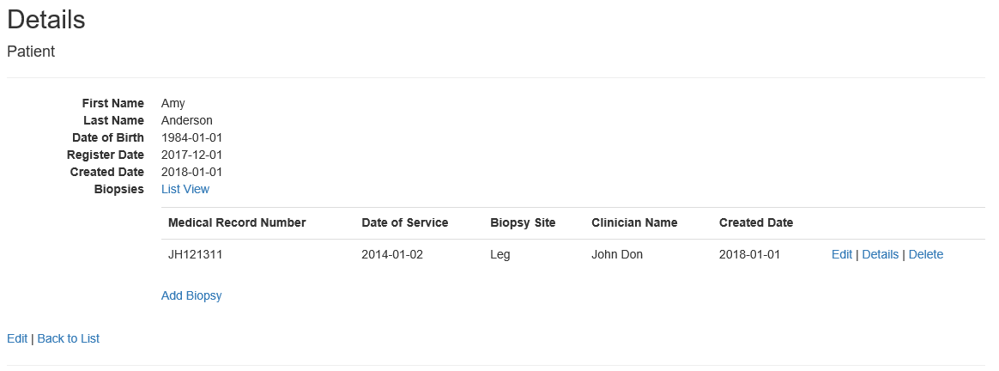 Details
Patient
First Name Amy
Last Name Anderson
Date of Birth 1984-01-01
Register Date 2017-12-01
Created Date 2018-01-01
Biopsies List View
Medical Record Number Date of Service Biopsy Site Clinician Name Created Date
JH121311 2014-01-02 Leg John Don 2018-01-01 Edit | Details | Delete
Add Biopsy
Edit | Back to List